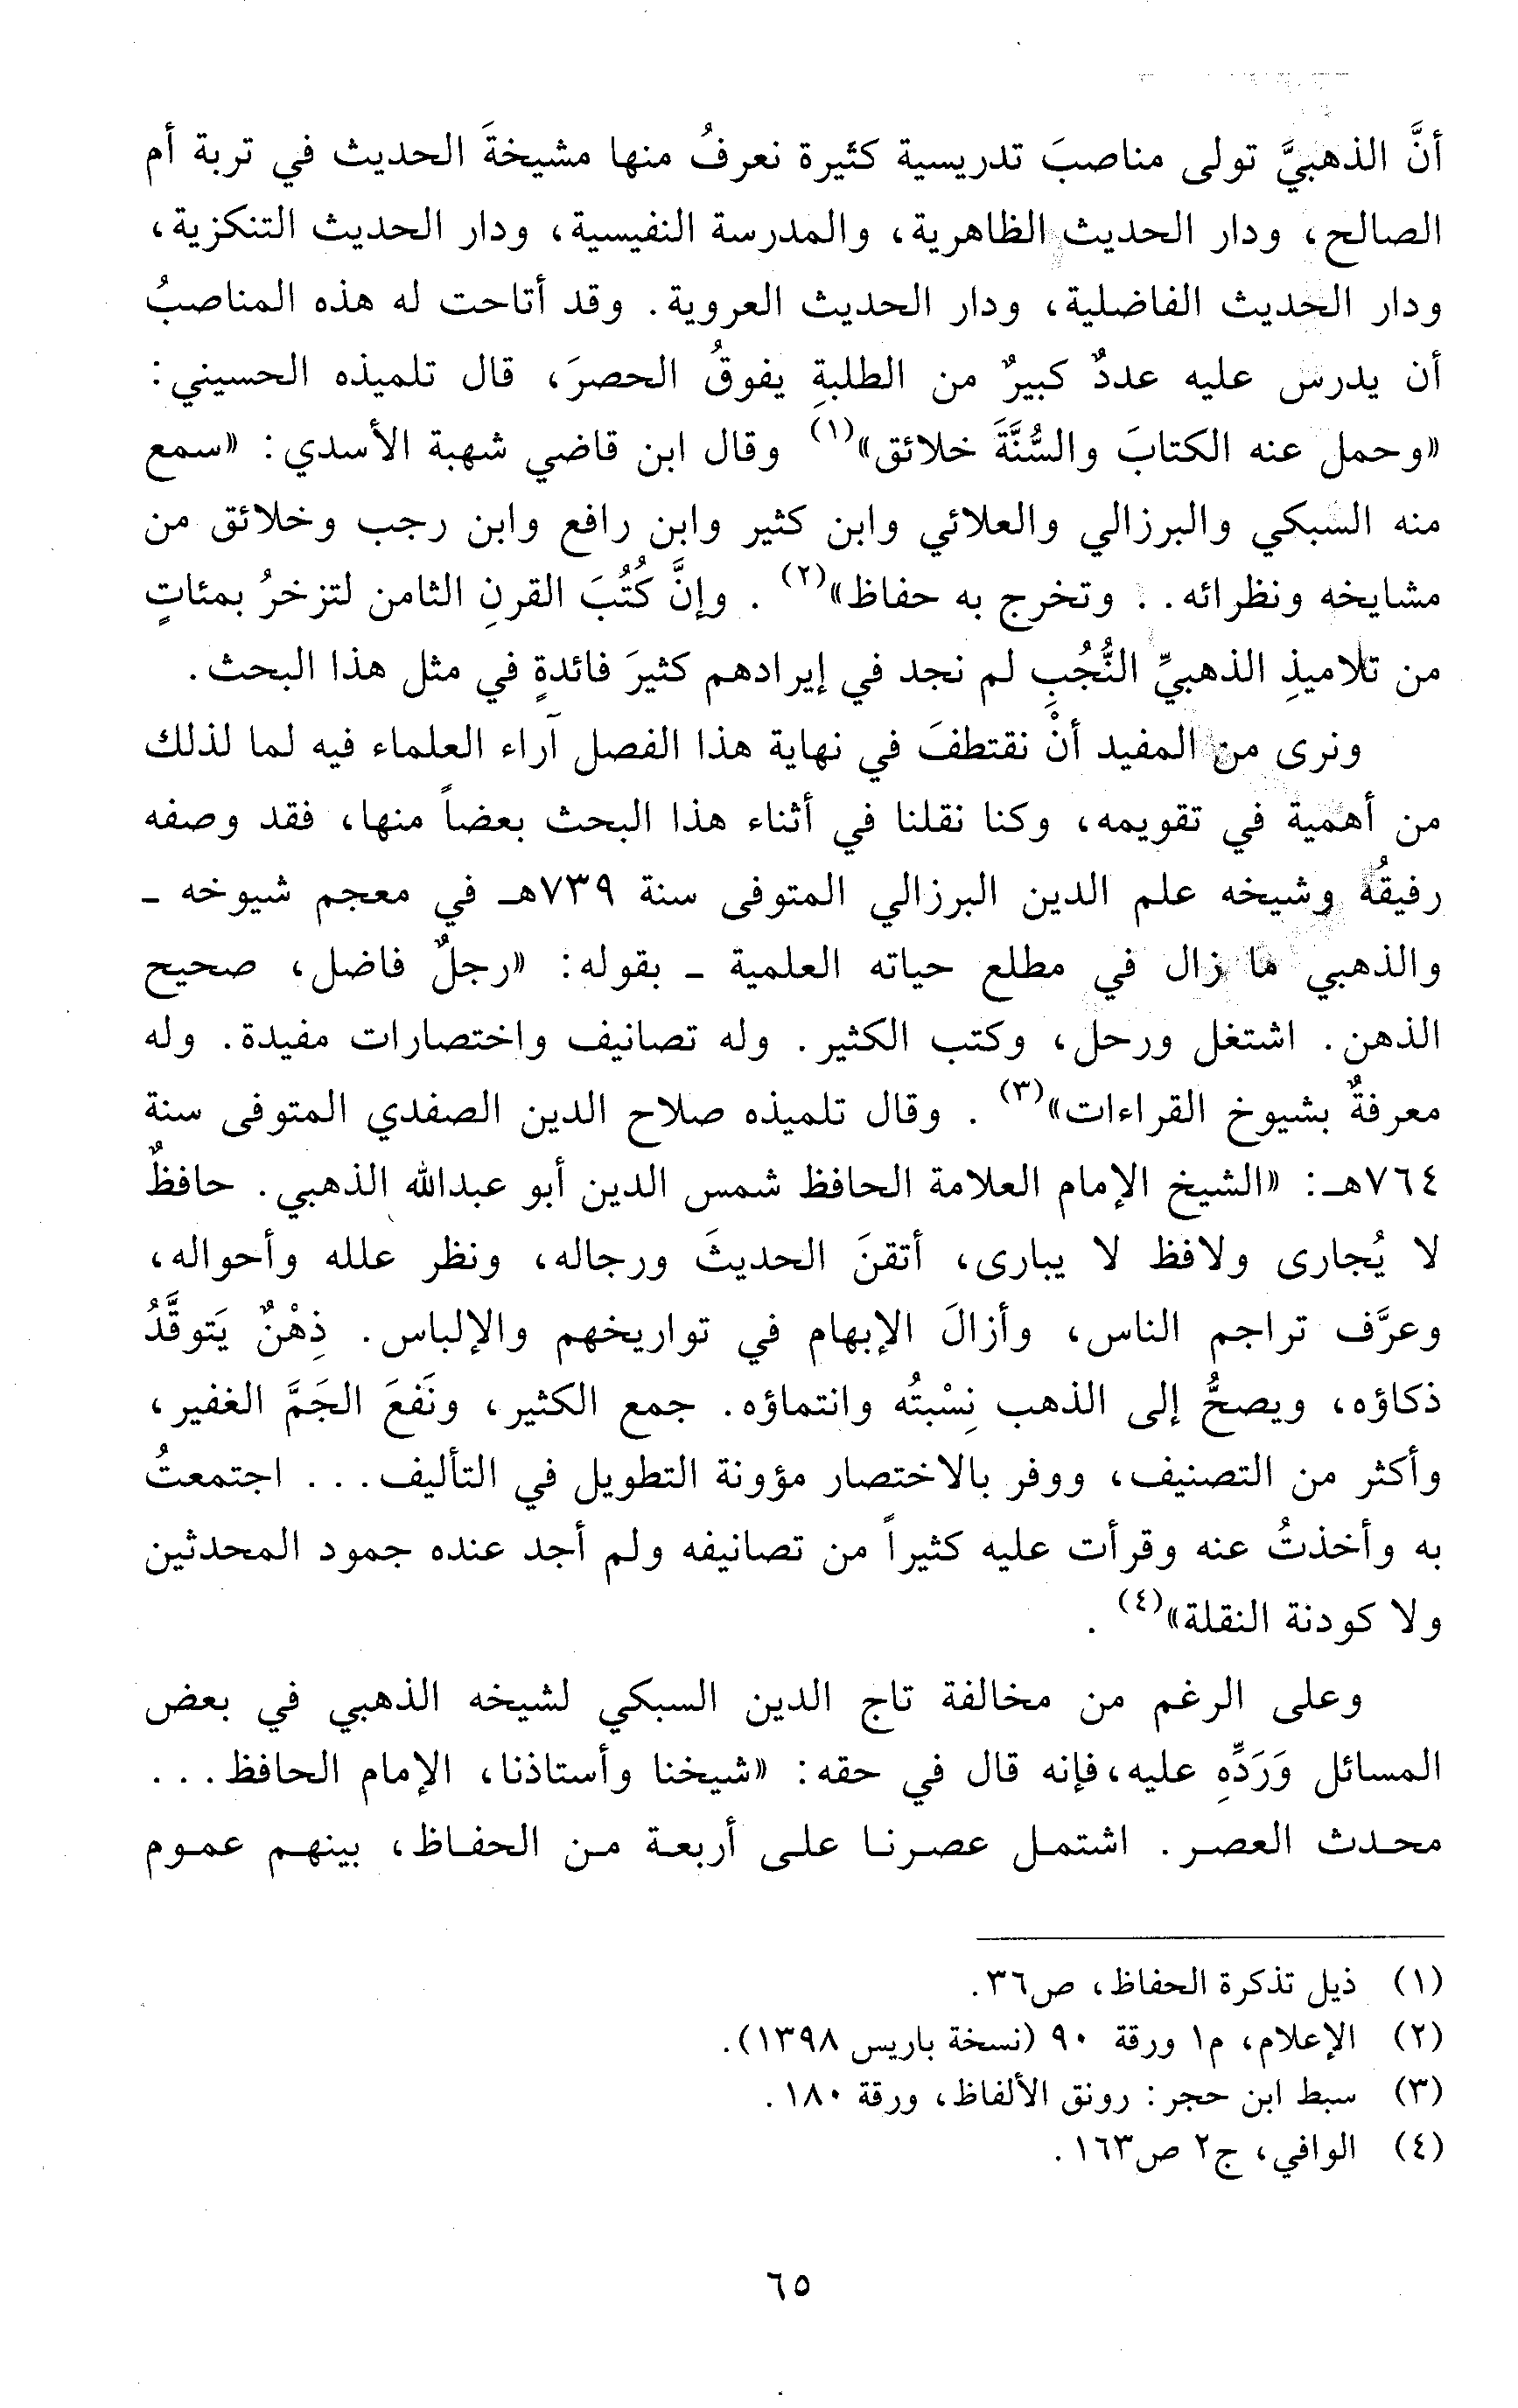 أنَّ الذهبيَّ تولى مناصبَ تدريسية كثيرة نعرفُ منها مشيخةَ الحديث في تربة أم
الصالح، ودار الحديث الظاهرية، والمدرسة النفيسية، ودار الحديث التنكزية،
ودار الحديث الفاضلية، ودار الحديث العروية. وقد أتاحت له هذه المناصبُ
أن يدرس عليه عددٌ كبيرٌ من الطلبةِ يفوقُ الحصرَ، قال تلميذه الحسيني:
«وحمل عنه الكتابَ والسُّنَّةَ خلائق»(١) وقال ابن قاضي شهبة الأسدي: «سمع
منه السبكي والبرزالي والعلائي وابن كثير وابن رافع وابن رجب وخلائق من
مشايخه ونظرائه. . وتخرج به حفاظ»(٢) . وإنَّ كُتُبَ القرنِ الثامن لتزخرُ بمئاتٍ
من تلاميذِ الذهبيِّ النُّجُبِ لم نجد في إيرادهم كثيرَ فائدةٍ في مثل هذا البحث.
ونرى من المفيد أنْ نقتطفَ في نهاية هذا الفصل آراء العلماء فيه لما لذلك
من أهمية في تقويمه، وكنا نقلنا في أثناء هذا البحث بعضاً منها، فقد وصفه
رفيقُه وشيخه علم الدين البرزالي المتوفى سنة ٧٣٩هـ في معجم شيوخه ـ
والذهبي ما زال في مطلع حياته العلمية ـ بقوله: «رجلٌ فاضل، صحيح
الذهن. اشتغل ورحل، وكتب الكثير. وله تصانيف واختصارات مفيدة. وله
معرفةٌ بشيوخ القراءات»(٣) . وقال تلميذه صلاح الدين الصفدي المتوفى سنة
٧٦٤هـ: «الشيخ الإمام العلامة الحافظ شمس الدين أبو عبدالله الذهبي. حافظٌ
لا يُجارى ولافظ لا يبارى، أتقنَ الحديثَ ورجاله، ونظر علله وأحواله،
وعرَّف تراجم الناس، وأزالَ الإبهام في تواريخهم والإلباس. ذِهْنٌ يَتوقَّدُ
ذكاؤه، ويصحُّ إلى الذهب نِسْبتُه وانتماؤه. جمع الكثير، ونَفعَ الجَمَّ الغفير،
وأكثر من التصنيف، ووفر بالاختصار مؤونة التطويل في التأليف. . . اجتمعتُ
به وأخذتُ عنه وقرأت عليه كثيراً من تصانيفه ولم أجد عنده جمود المحدثين
ولا كودنة النقلة»(٤) .
وعلى الرغم من مخالفة تاج الدين السبكي لشيخه الذهبي في بعض
المسائل وَرَدِّهِ عليه، فإنه قال في حقه: «شيخنا وأستاذنا، الإمام الحافظ. . .
محدث العصر. اشتمل عصرنا على أربعة من الحفاظ، بينهم عموم
(١) ذيل تذكرة الحفاظ، ص٣٦.
(٢) الإعلام، م١ ورقة ٩٠ (نسخة باريس ١٣٩٨).
(٣) سبط ابن حجر: رونق الألفاظ، ورقة ١٨٠.
(٤) الوافي، ج٢ ص١٦٣.
٦٥